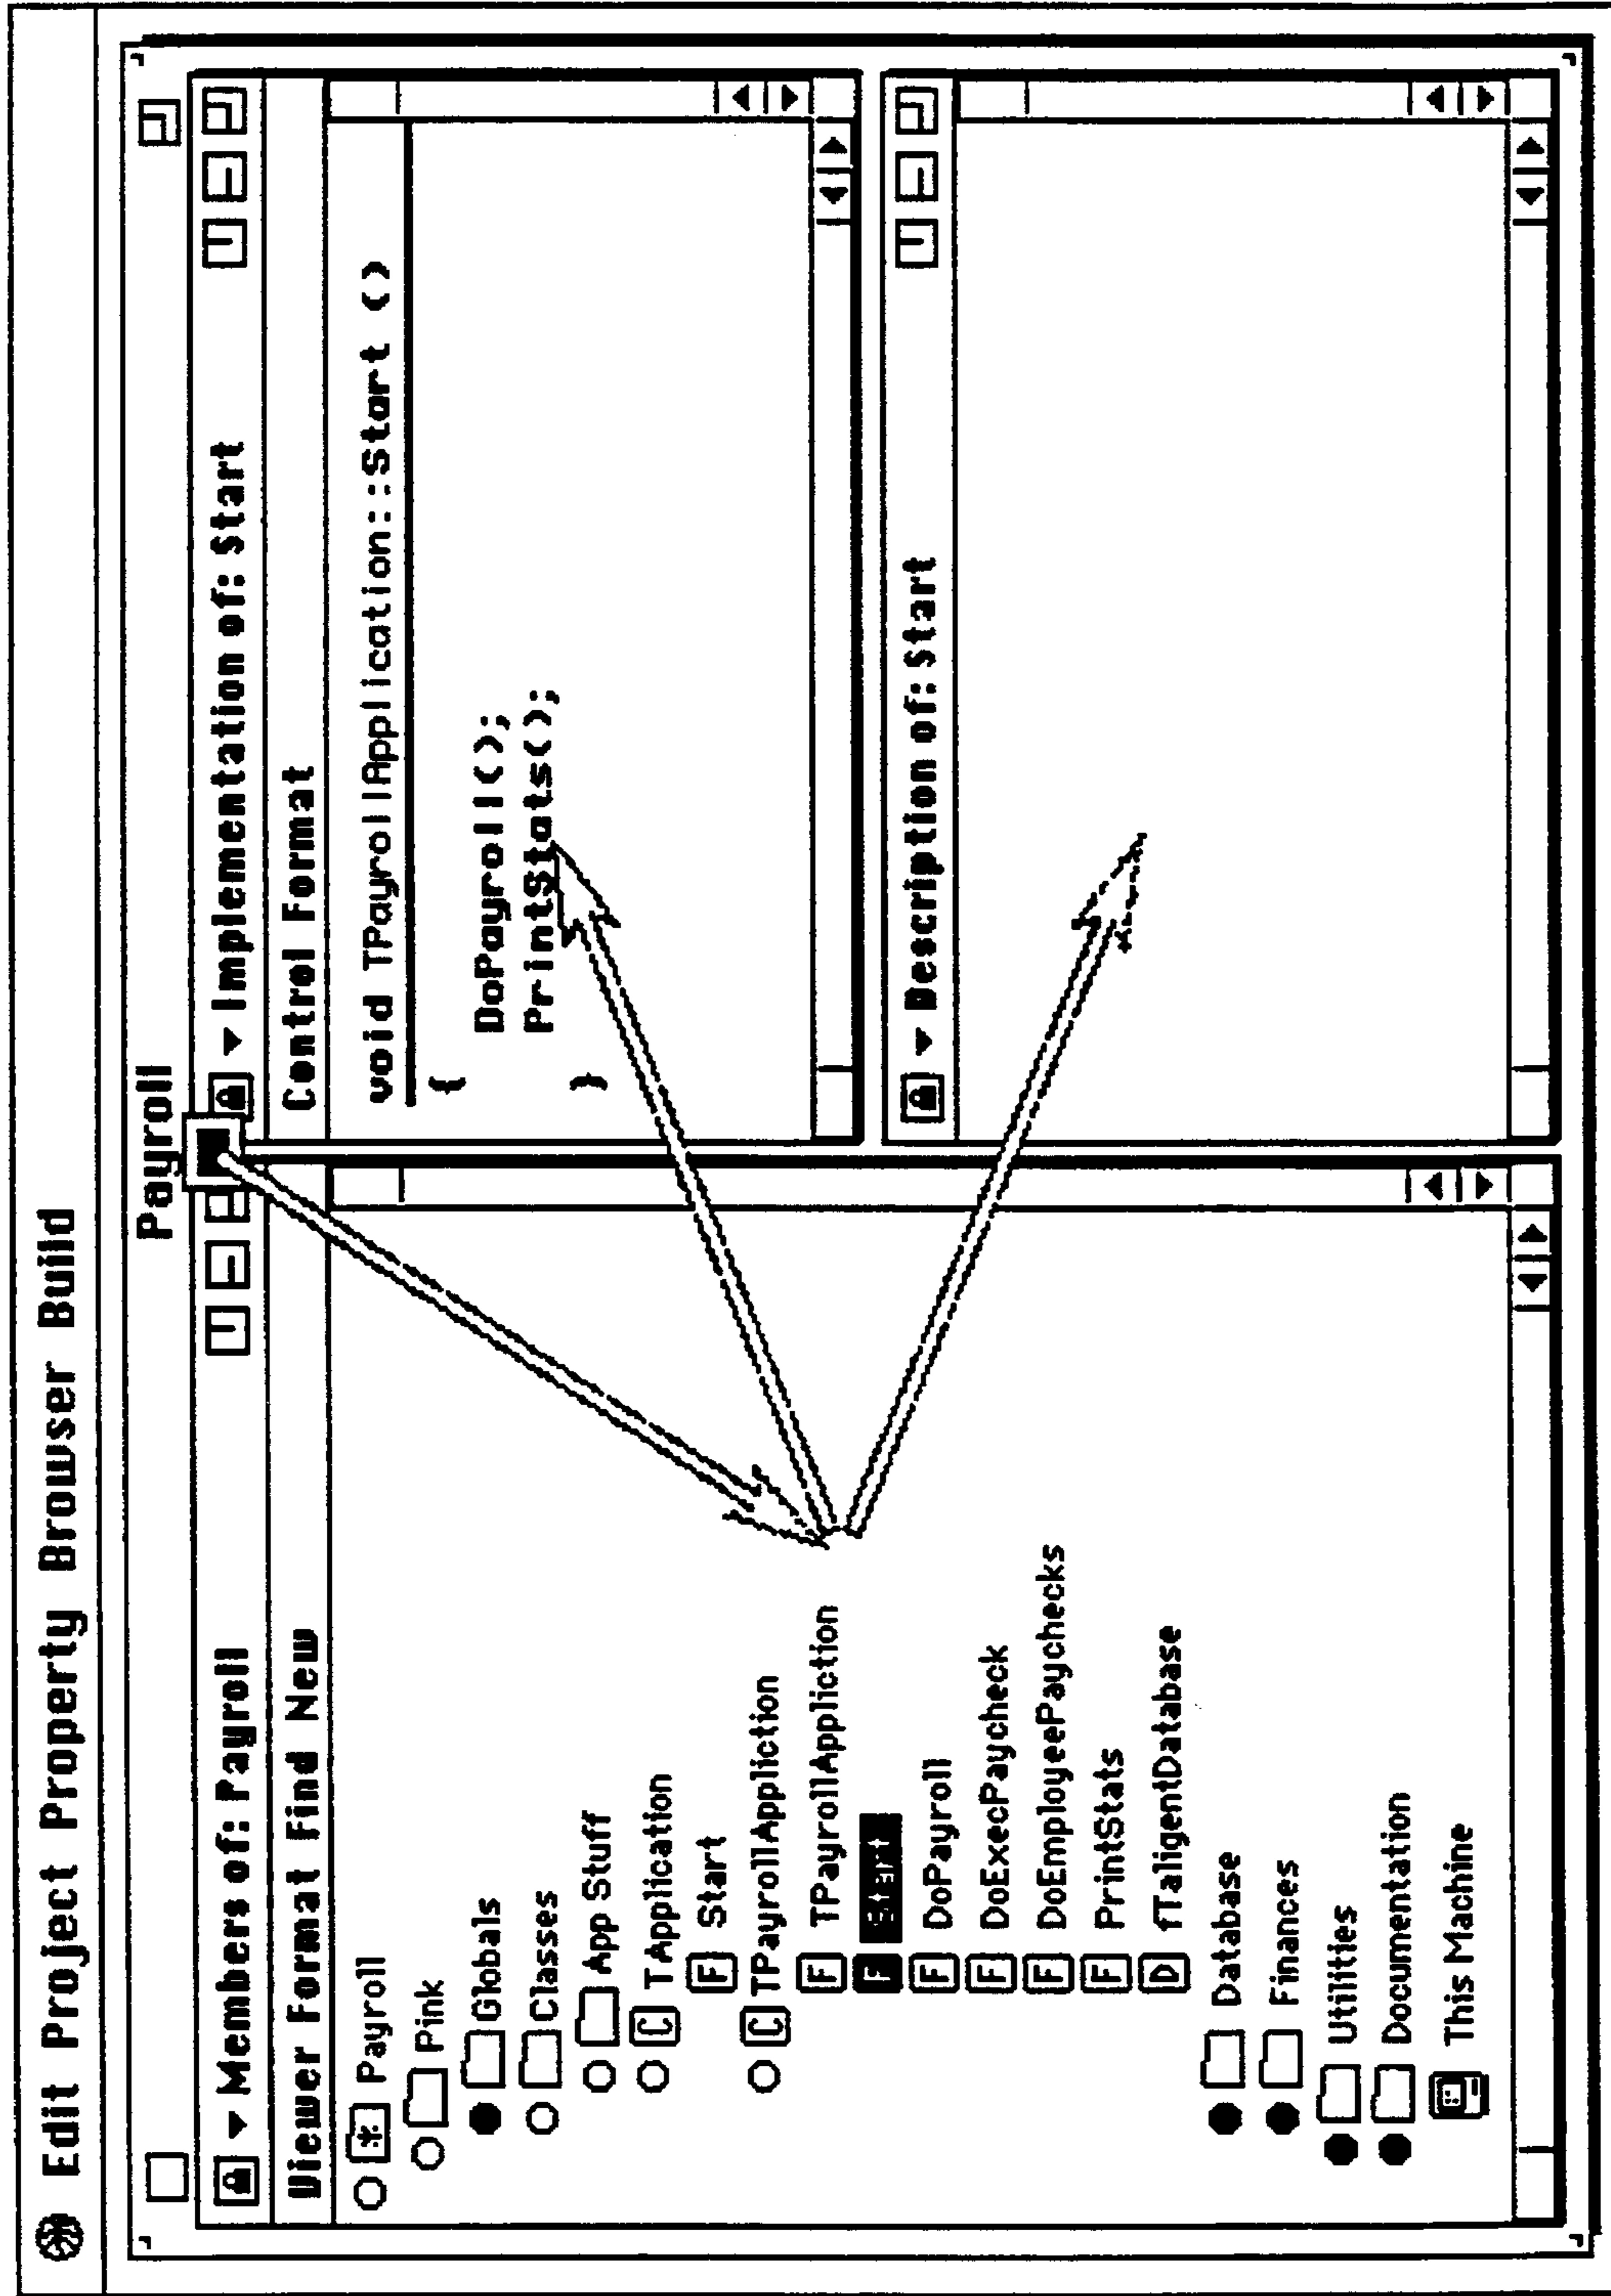 Edit Project Property Browser Build
Payroll
Members of: Payroll
Viewer Format Find New
Payroll
Pink
Globals
Classes
App Stuff
C TApplication
F Start
C TPayrollAppliction
F TPayrollAppliction
F Start
F DoPayroll
F DoExecPaycheck
F DoEmployeePaychecks
F PrintStats
D fTaligentDatabase
Database
Finances
Utilities
Documentation
This Machine
Implementation of: Start
Control Format
void TPayrollApplication::Start ()
{
DoPayroll();
PrintStats();
}
Description of: Start